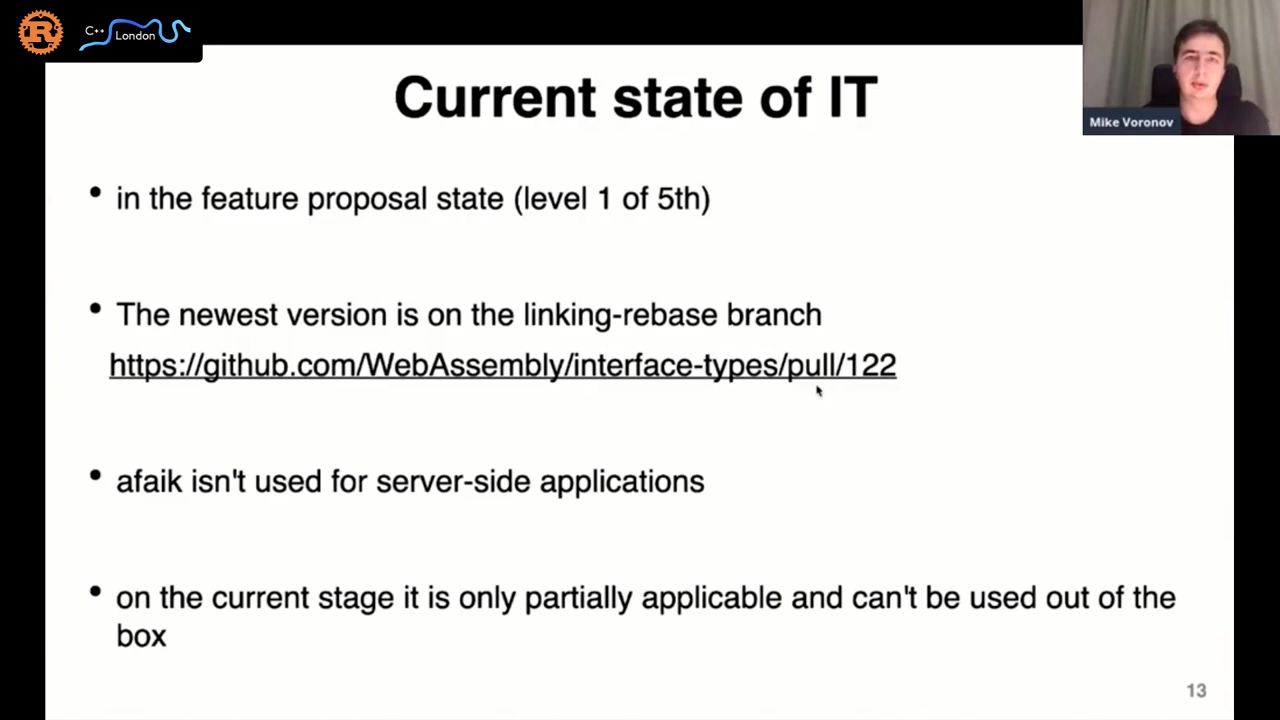 R
C++
London
Current state of IT
Mike Voronov
• in the feature proposal state (level 1 of 5th)
• The newest version is on the linking-rebase branch
https://github.com/WebAssembly/interface-types/pull/122
• afaik isn't used for server-side applications
• on the current stage it is only partially applicable and can't be used out of the
box
13